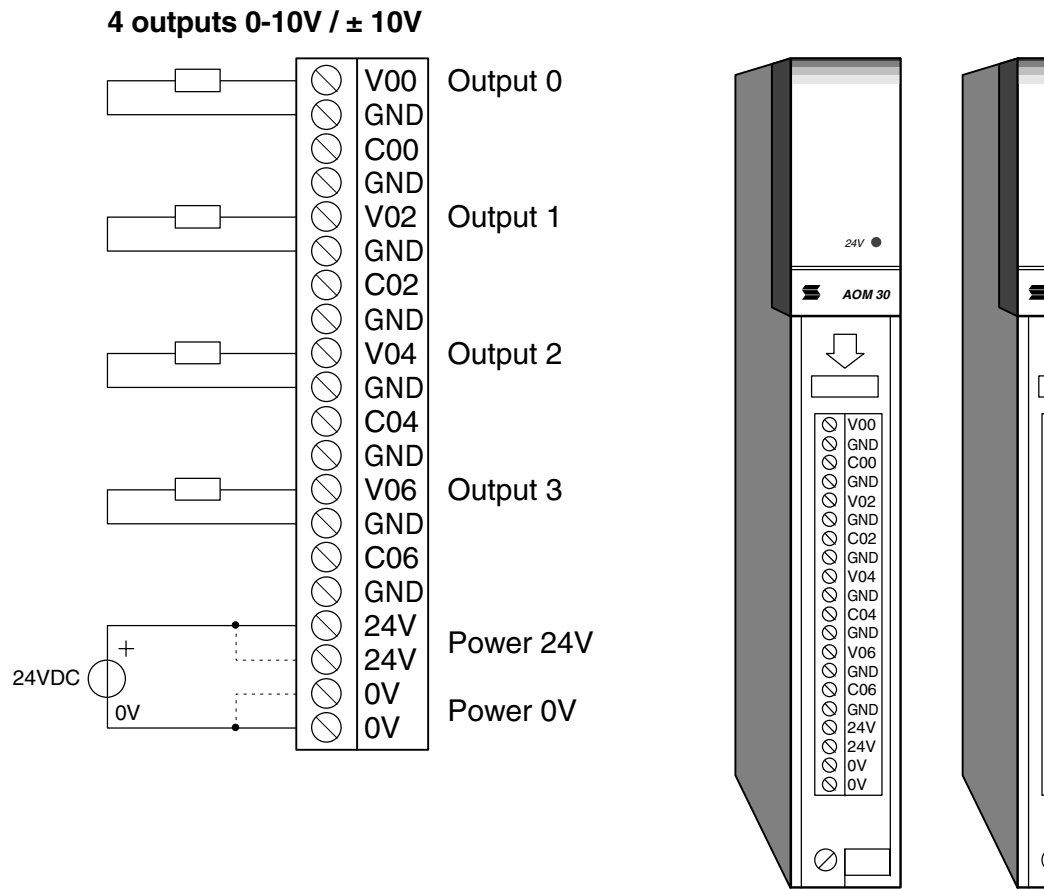 4 outputs 0-10V / ± 10V
V00 Output 0
GND
C00
GND
V02 Output 1
GND
C02
GND
V04 Output 2
GND
C04
GND
V06 Output 3
GND
C06
GND
24V
24V
Power 24V
0V
0V
Power 0V
+
24VDC
0V
24V
AOM 30
V00
GND
C00
GND
V02
GND
C02
GND
V04
GND
C04
GND
V06
GND
C06
GND
24V
24V
0V
0V